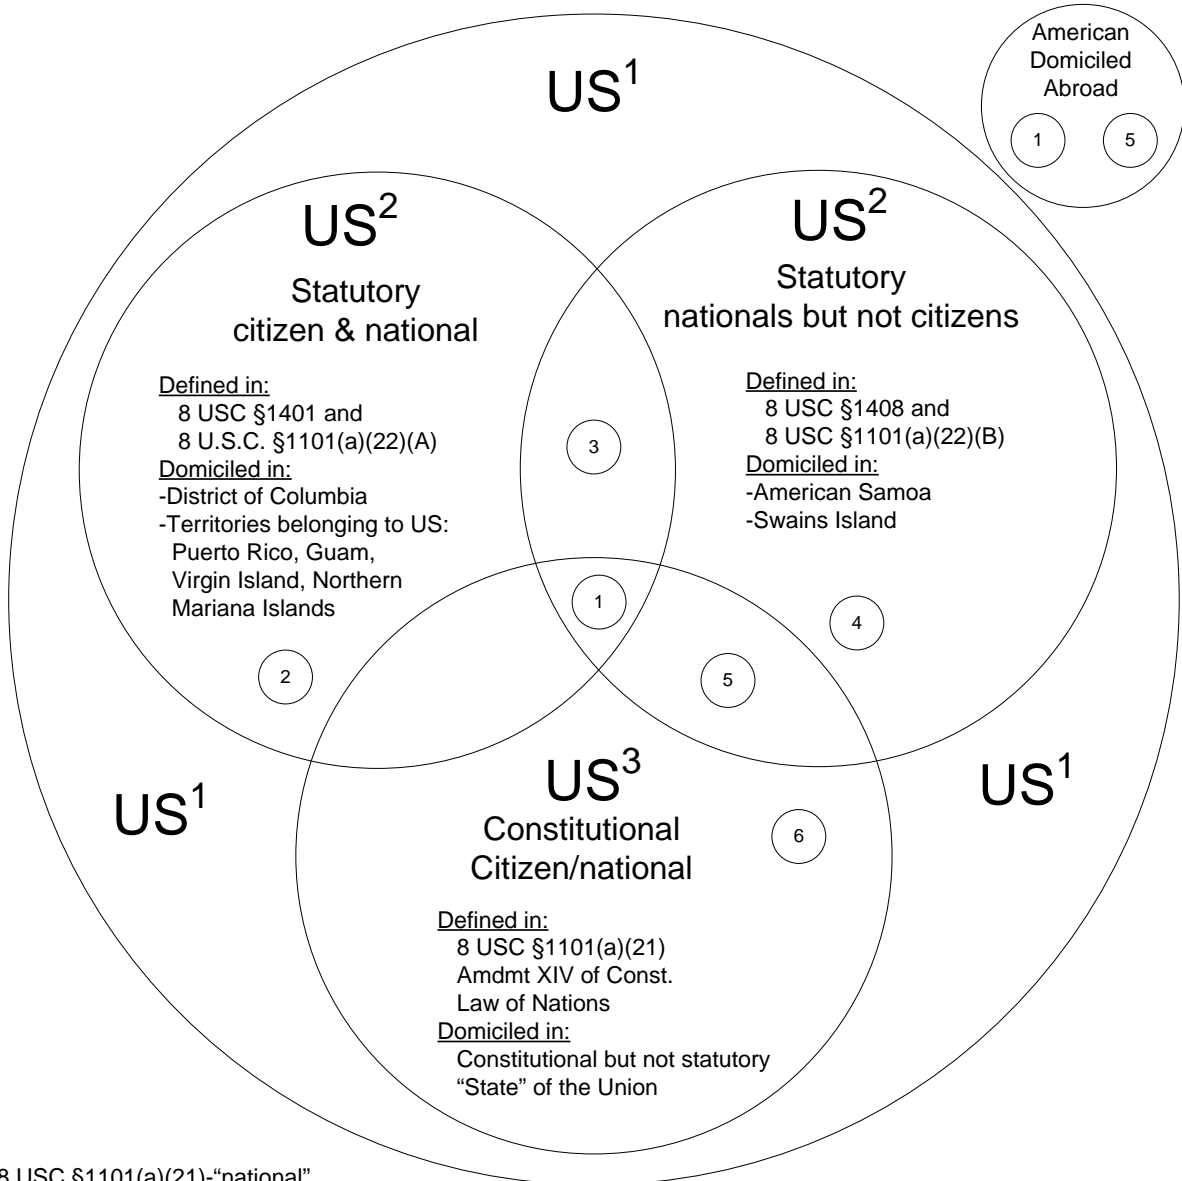 US1
American
Domiciled
Abroad
1 5
US2
Statutory
citizen & national
Defined in:
8 USC §1401 and
8 U.S.C. §1101(a)(22)(A)
Domiciled in:
-District of Columbia
-Territories belonging to US:
Puerto Rico, Guam,
Virgin Island, Northern
Mariana Islands
2
US2
Statutory
nationals but not citizens
Defined in:
8 USC §1408 and
8 USC §1101(a)(22)(B)
Domiciled in:
-American Samoa
-Swains Island
4
3
1
5
US1
US3
Constitutional
Citizen/national
6
Defined in:
8 USC §1101(a)(21)
Amdmt XIV of Const.
Law of Nations
Domiciled in:
Constitutional but not statutory
“State” of the Union
US1
8 USC §1101(a)(21)-“national”